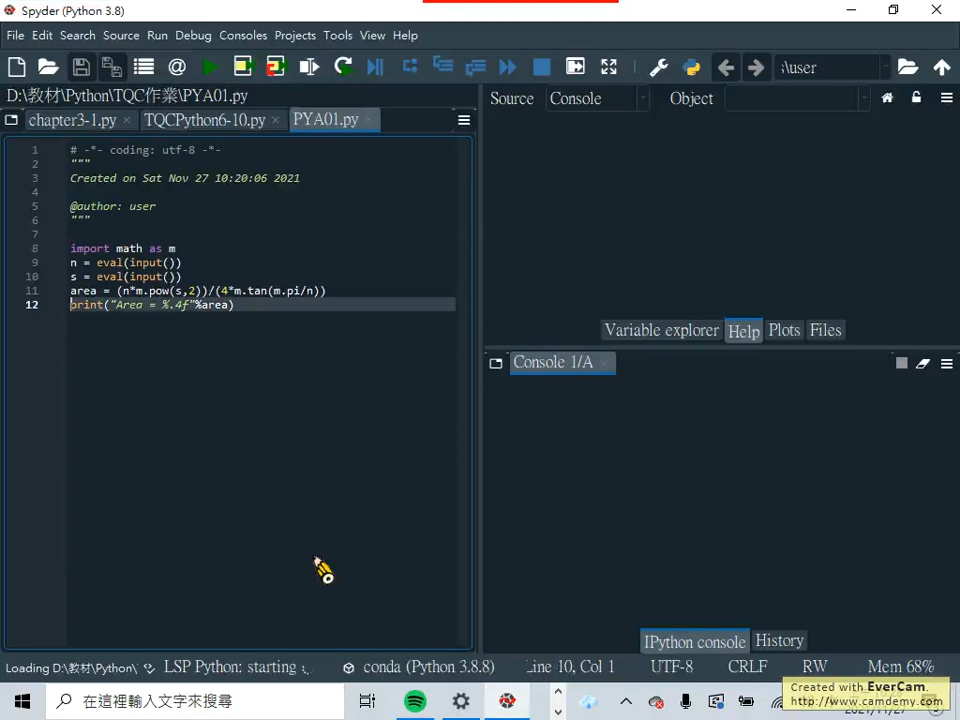 Spyder (Python 3.8)
File Edit Search Source Run Debug Consoles Projects Tools View Help
:\user
D:\教材\Python\TQC作業\PYA01.py
Source Console Object
chapter3-1.py TQCPython6-10.py PYA01.py
1 # -*- coding: utf-8 -*-
2 """
3 Created on Sat Nov 27 10:20:06 2021
4
5 @author: user
6 """
7
8 import math as m
9 n = eval(input())
10 s = eval(input())
11 area = (n*m.pow(s,2))/(4*m.tan(m.pi/n))
12 print("Area = %.4f"%area)
Variable explorer Help Plots Files
Console 1/A
IPython console History
Loading D:\教材\Python\ LSP Python: starting conda (Python 3.8.8) Line 10, Col 1 UTF-8 CRLF RW Mem 68%
在這裡輸入文字來搜尋
Created with EverCam.
http://www.camdemy.com